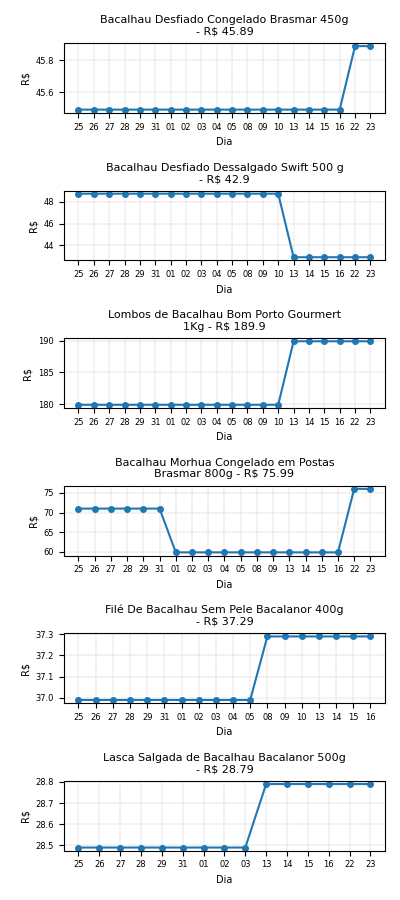 Bacalhau Desfiado Congelado Brasmar 450g
- R$ 45.89
45.8
45.6
R$
25 26 27 28 29 31 01 02 03 04 05 08 09 10 13 14 15 16 22 23
Dia
Bacalhau Desfiado Dessalgado Swift 500 g
- R$ 42.9
48
46
44
R$
25 26 27 28 29 31 01 02 03 04 05 08 09 10 13 14 15 16 22 23
Dia
Lombos de Bacalhau Bom Porto Gourmert
1Kg - R$ 189.9
190
185
180
R$
25 26 27 28 29 31 01 02 03 04 05 08 09 10 13 14 15 16 22 23
Dia
Bacalhau Morhua Congelado em Postas
Brasmar 800g - R$ 75.99
75
70
65
60
R$
25 26 27 28 29 31 01 02 03 04 05 08 09 13 14 15 16 22 23
Dia
Filé De Bacalhau Sem Pele Bacalanor 400g
- R$ 37.29
37.3
37.2
37.1
37.0
R$
25 26 27 28 29 31 01 02 03 04 05 08 09 10 13 14 15 16
Dia
Lasca Salgada de Bacalhau Bacalanor 500g
- R$ 28.79
28.8
28.7
28.6
28.5
R$
25 26 27 28 29 31 01 02 03 13 14 15 16 22 23
Dia